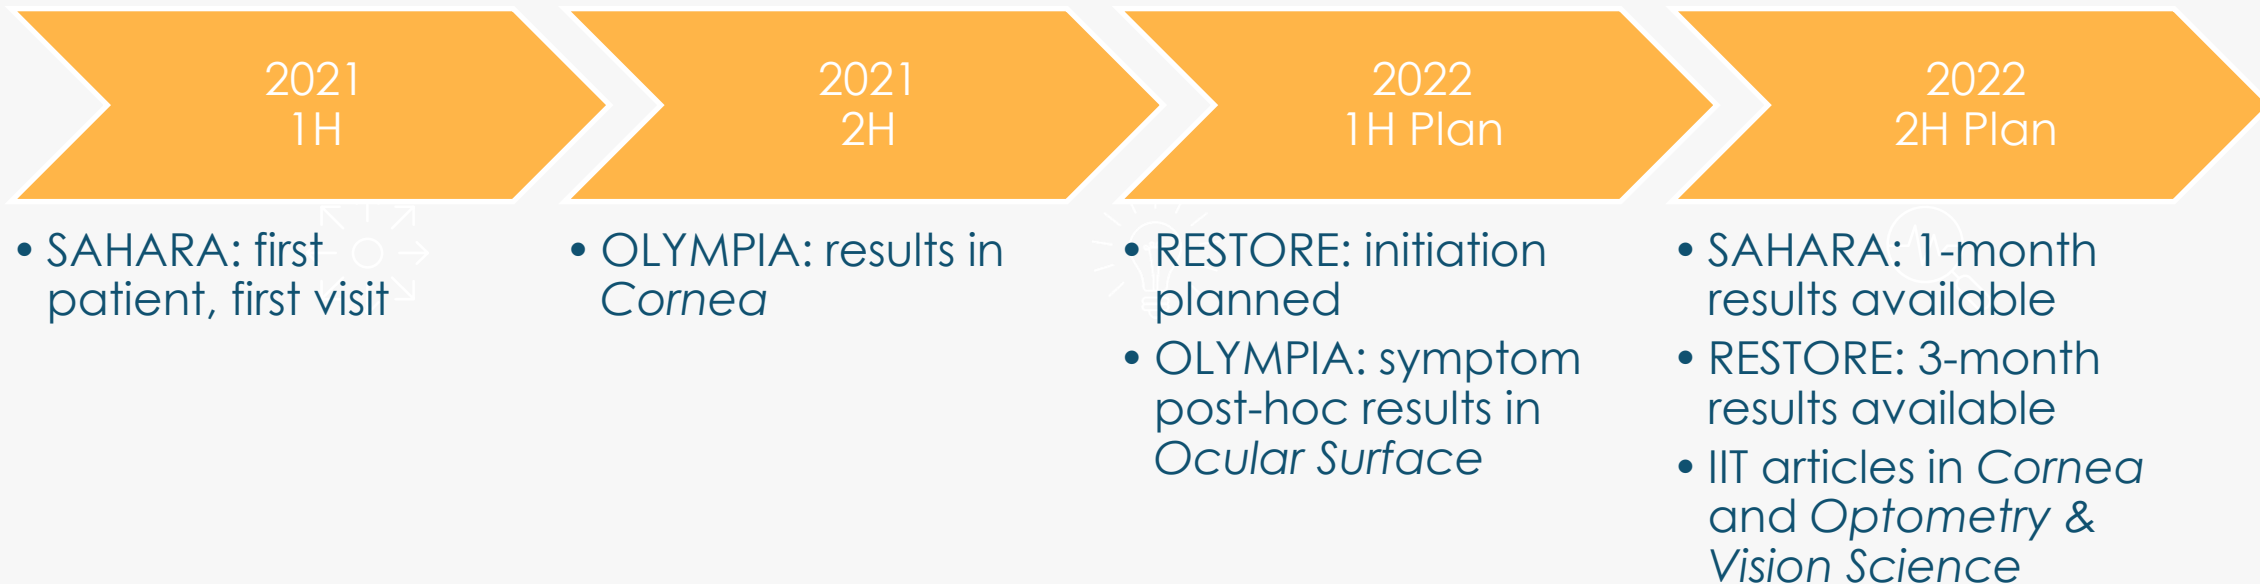 2021
1H
2021
2H
2022
1H Plan
2022
2H Plan
• SAHARA: first
patient, first visit
• OLYMPIA: results in
Cornea
• RESTORE: initiation
planned
• OLYMPIA: symptom
post-hoc results in
Ocular Surface
• SAHARA: 1-month
results available
• RESTORE: 3-month
results available
• IIT articles in Cornea
and Optometry &
Vision Science